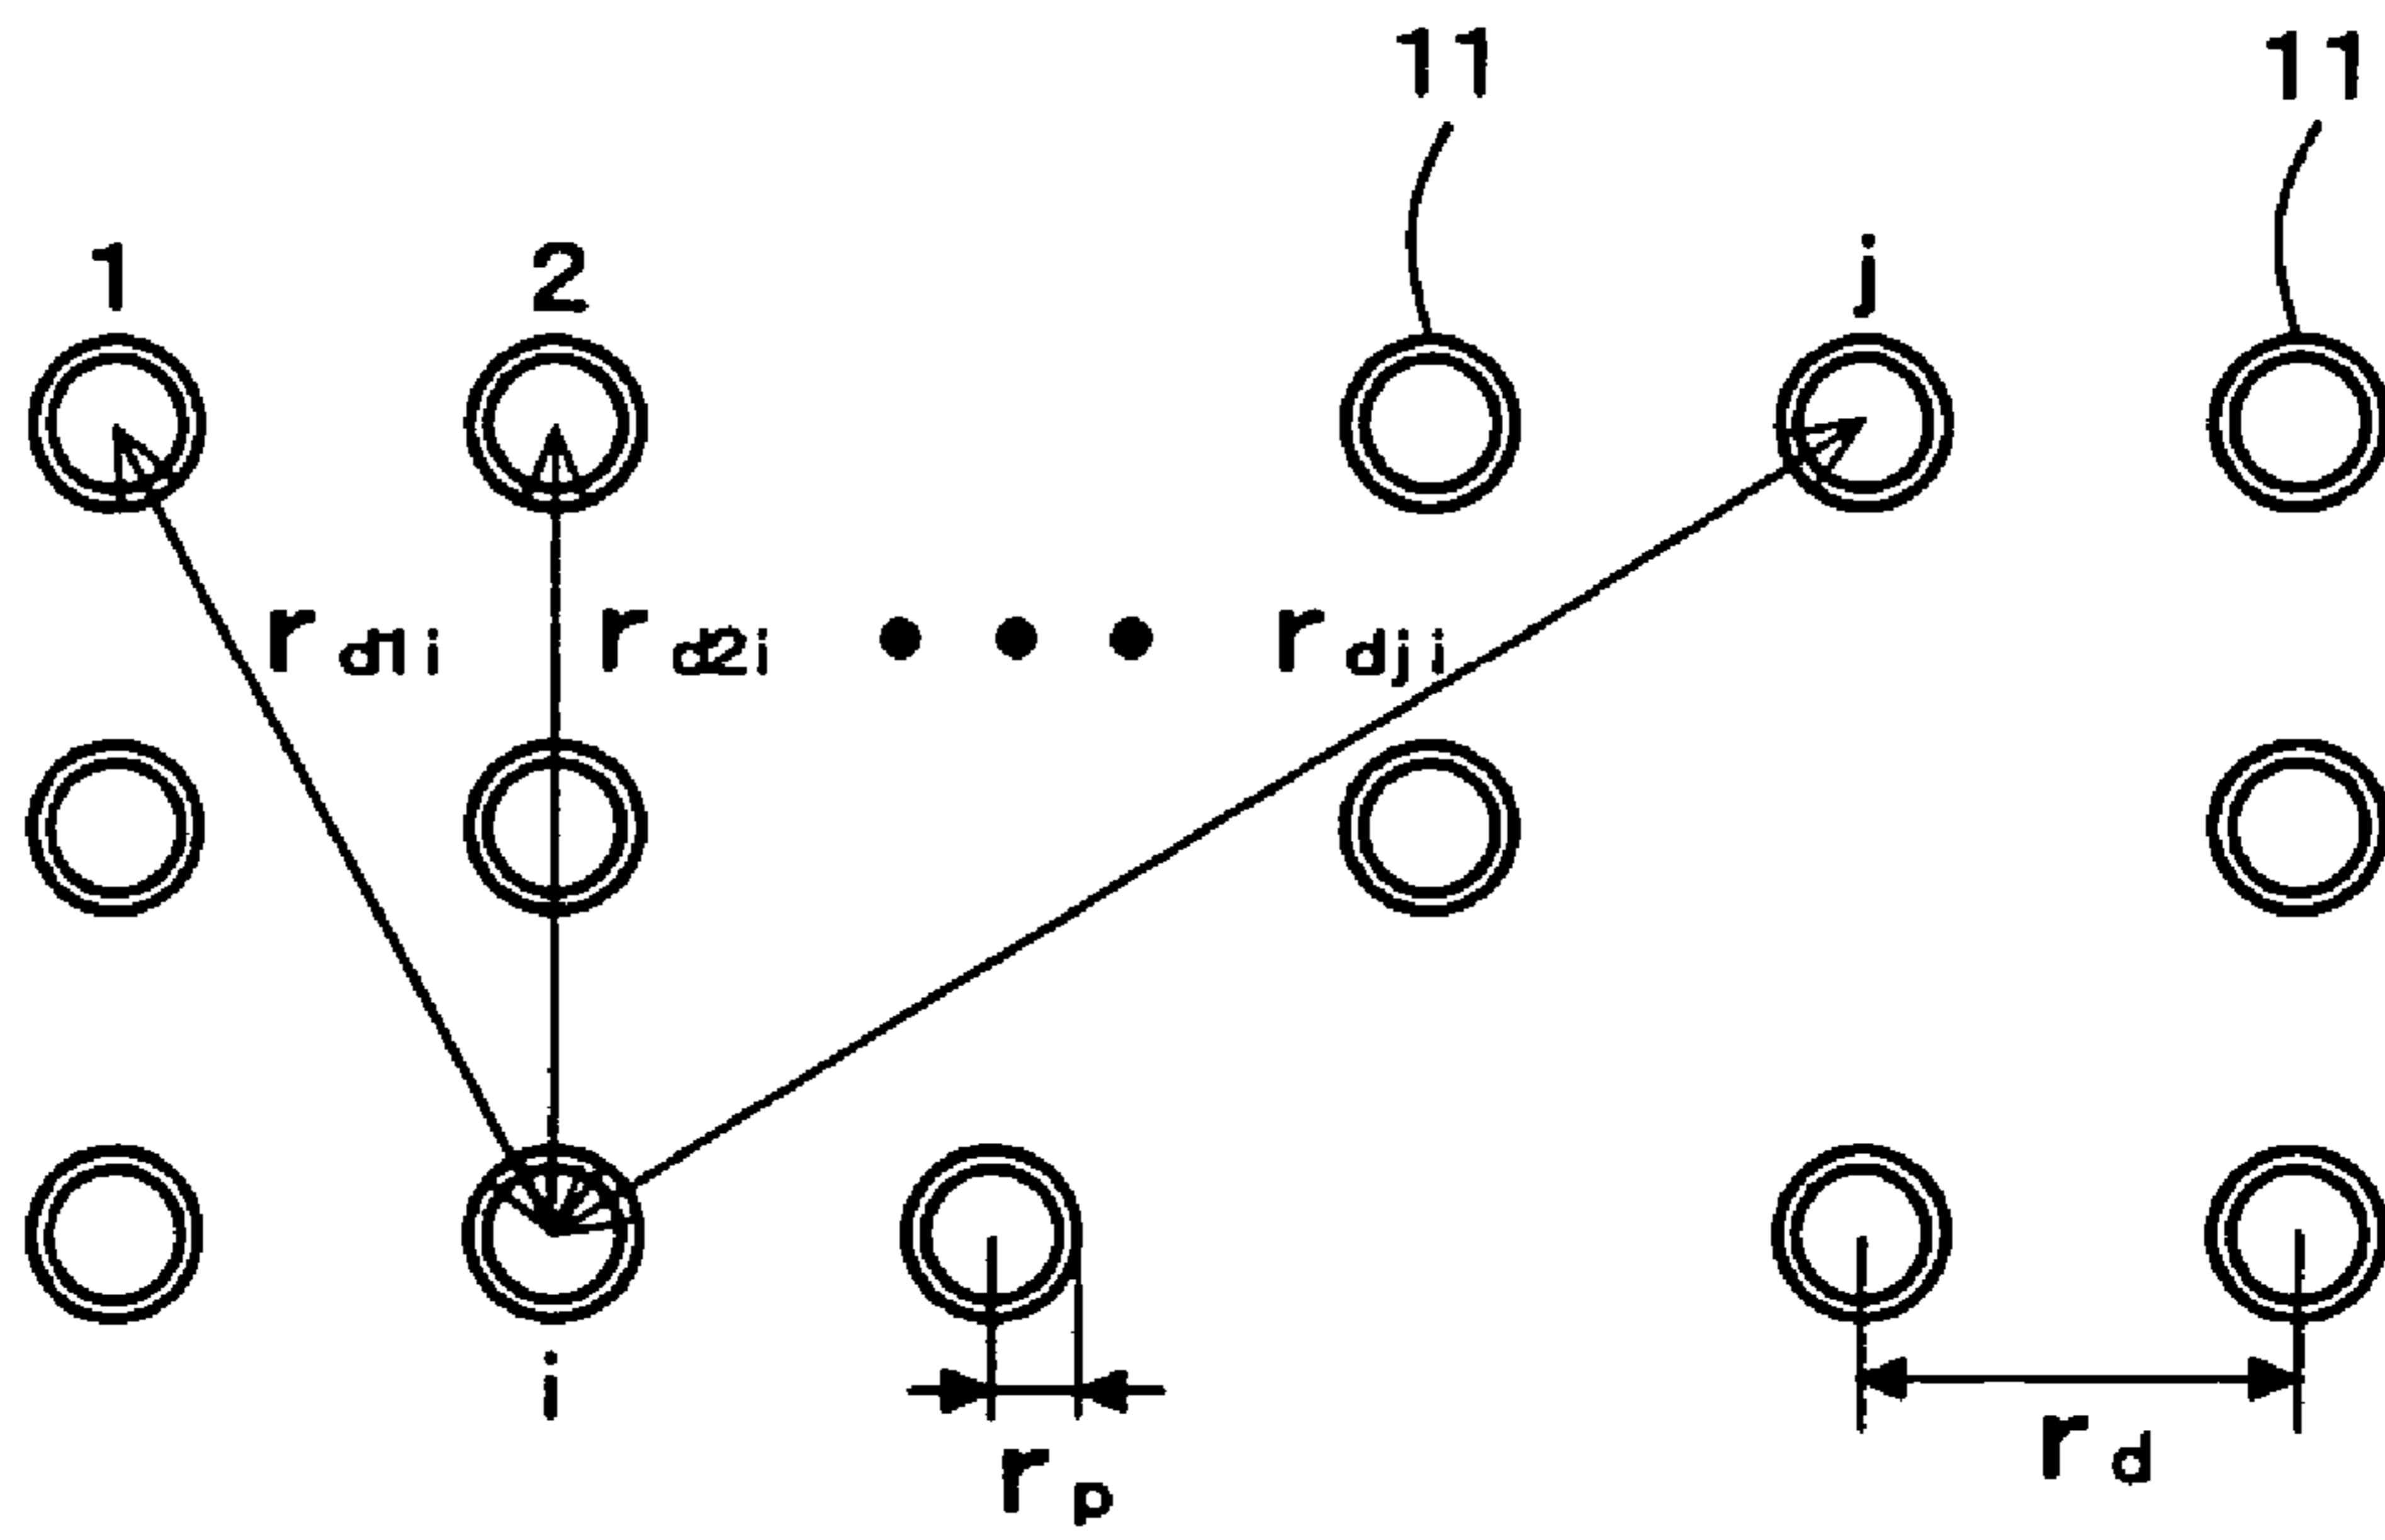 11 11
1 2 j
r d1i r d2i ••• r dji
i
r p r d